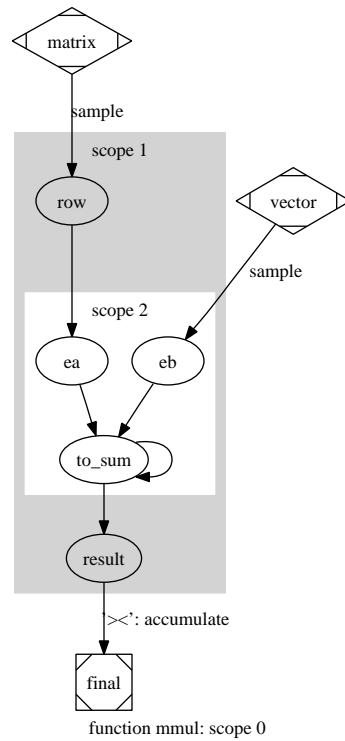 matrix
sample
scope 1
row
vector
sample
scope 2
ea
eb
to_sum
result
'><': accumulate
final
function mmul: scope 0